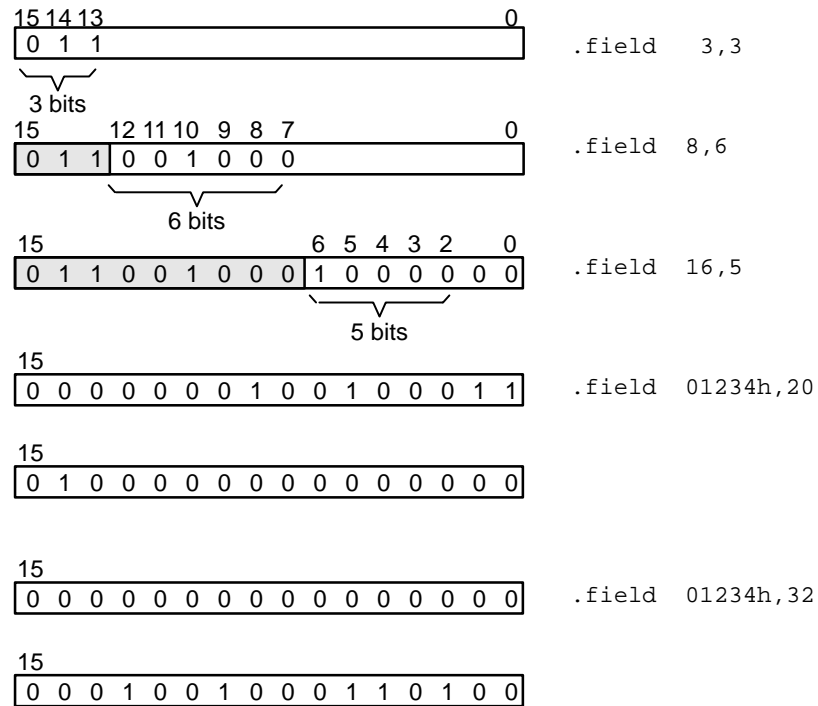 15 14 13 0
0 1 1 .field 3,3
3 bits
15 12 11 10 9 8 7 0
0 1 1 0 0 1 0 0 0 .field 8,6
6 bits
15 6 5 4 3 2 0
0 1 1 0 0 1 0 0 0 1 0 0 0 0 0 0 .field 16,5
5 bits
15
0 0 0 0 0 0 0 1 0 0 1 0 0 0 1 1 .field 01234h,20
15
0 1 0 0 0 0 0 0 0 0 0 0 0 0 0 0
15
0 0 0 0 0 0 0 0 0 0 0 0 0 0 0 0 .field 01234h,32
15
0 0 0 1 0 0 1 0 0 0 1 1 0 1 0 0